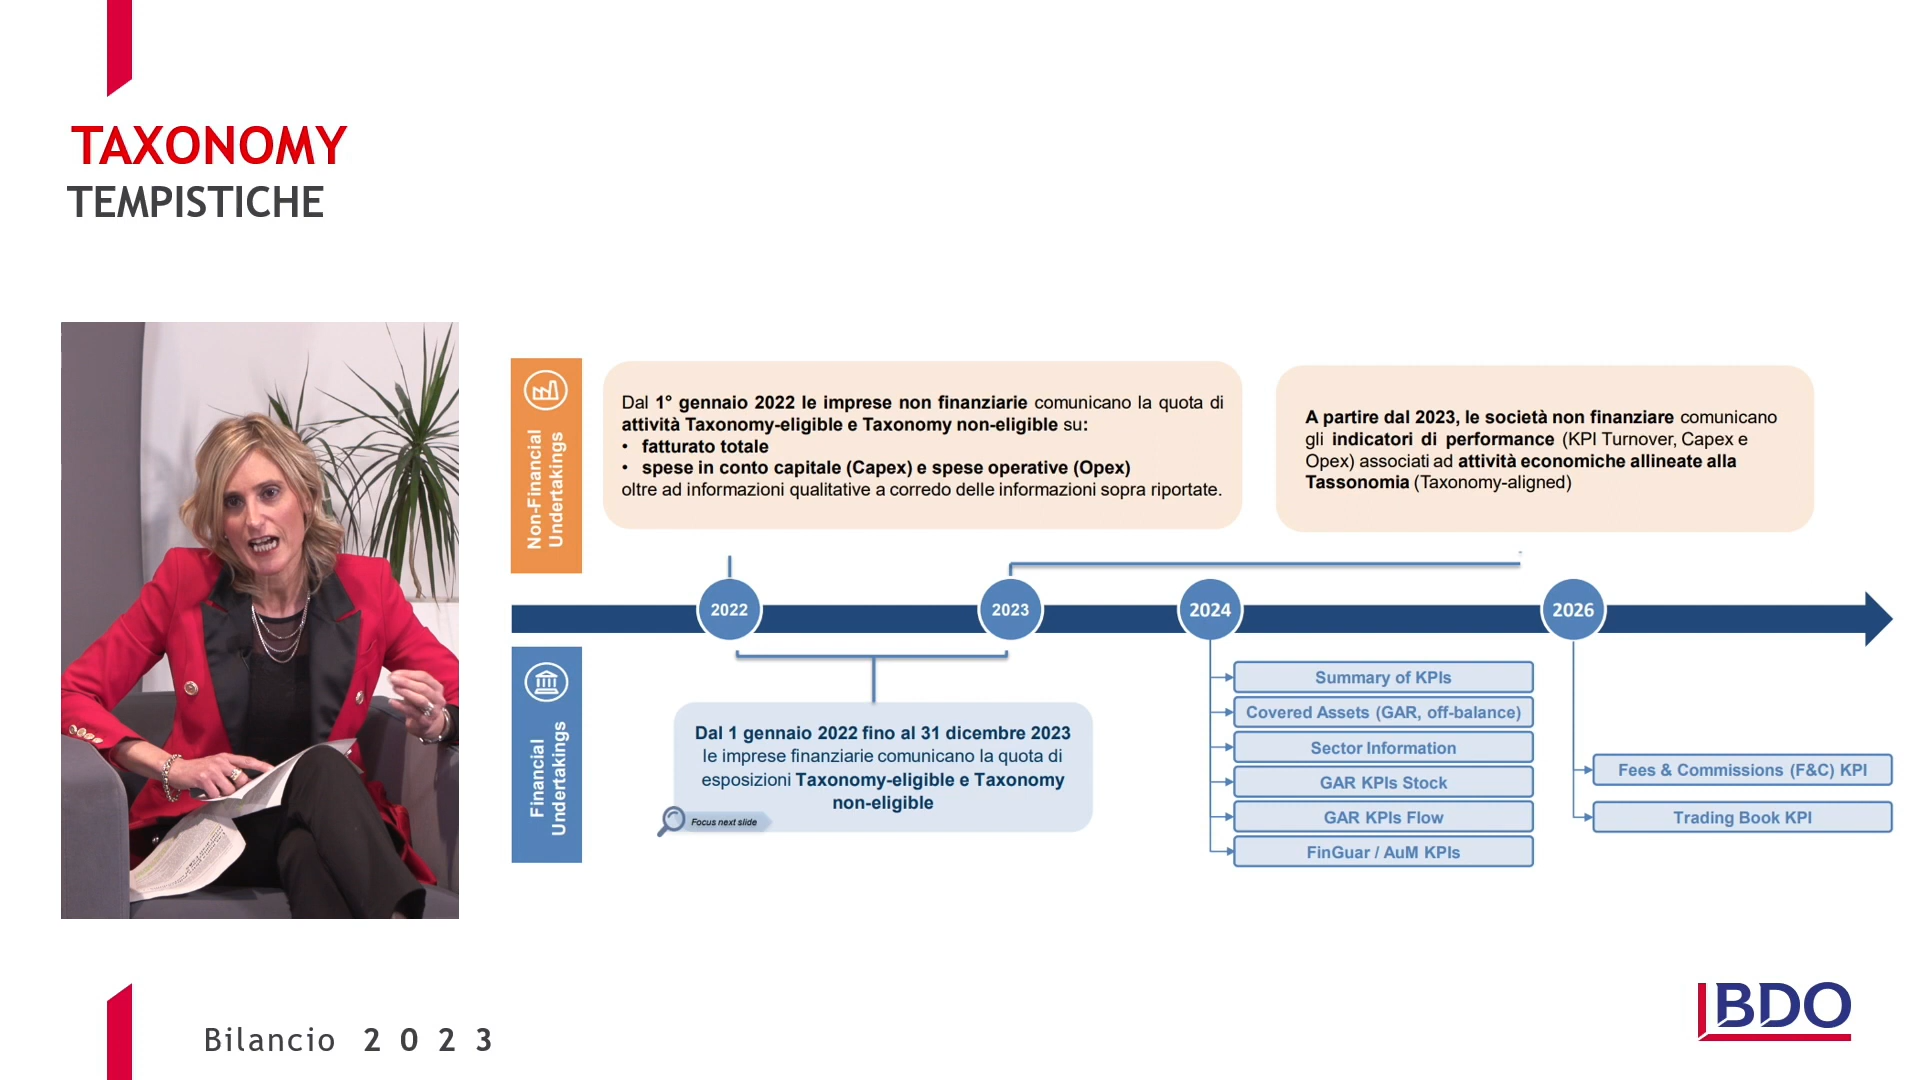 TAXONOMY
TEMPISTICHE
Non-Financial
Undertakings
Dal 1° gennaio 2022 le imprese non finanziarie comunicano la quota di
attività Taxonomy-eligible e Taxonomy non-eligible su:
• fatturato totale
• spese in conto capitale (Capex) e spese operative (Opex)
oltre ad informazioni qualitative a corredo delle informazioni sopra riportate.
A partire dal 2023, le società non finanziare comunicano
gli indicatori di performance (KPI Turnover, Capex e
Opex) associati ad attività economiche allineate alla
Tassonomia (Taxonomy-aligned)
2022
2023
2024
2026
Financial
Undertakings
Dal 1 gennaio 2022 fino al 31 dicembre 2023
le imprese finanziarie comunicano la quota di
esposizioni Taxonomy-eligible e Taxonomy
non-eligible
Focus next slide
Summary of KPIs
Covered Assets (GAR, off-balance)
Sector Information
GAR KPIs Stock
GAR KPIs Flow
FinGuar / AuM KPIs
Fees & Commissions (F&C) KPI
Trading Book KPI
Bilancio 2023
BDO